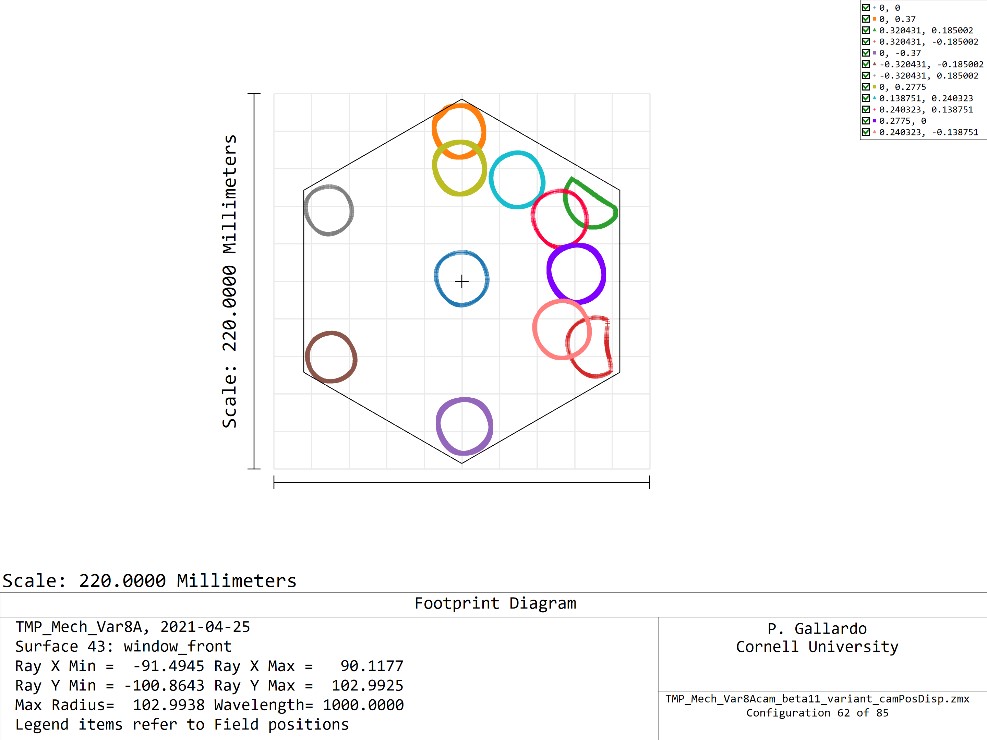 0, 0
0, 0.37
0.320431, 0.185002
0.320431, -0.185002
0, -0.37
-0.320431, -0.185002
-0.320431, 0.185002
0, 0.2775
0.138751, 0.240323
0.240323, 0.138751
0.2775, 0
0.240323, -0.138751
Scale: 220.0000 Millimeters
Scale: 220.0000 Millimeters
Footprint Diagram
TMP_Mech_Var8A, 2021-04-25
Surface 43: window_front
Ray X Min = -91.4945 Ray X Max = 90.1177
Ray Y Min = -100.8643 Ray Y Max = 102.9925
Max Radius= 102.9938 Wavelength= 1000.0000
Legend items refer to Field positions
P. Gallardo
Cornell University
TMP_Mech_Var8Acam_beta11_variant_camPosDisp.zmx
Configuration 62 of 85